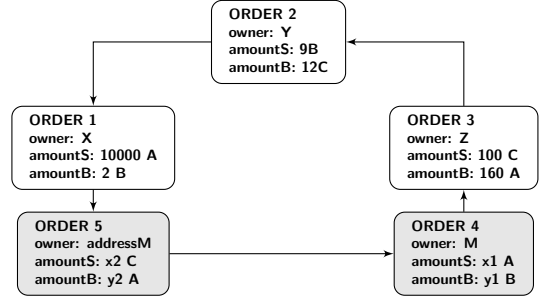 ORDER 2
owner: Y
amountS: 9B
amountB: 12C
ORDER 1
owner: X
amountS: 10000 A
amountB: 2 B
ORDER 3
owner: Z
amountS: 100 C
amountB: 160 A
ORDER 5
owner: addressM
amountS: x2 C
amountB: y2 A
ORDER 4
owner: M
amountS: x1 A
amountB: y1 B